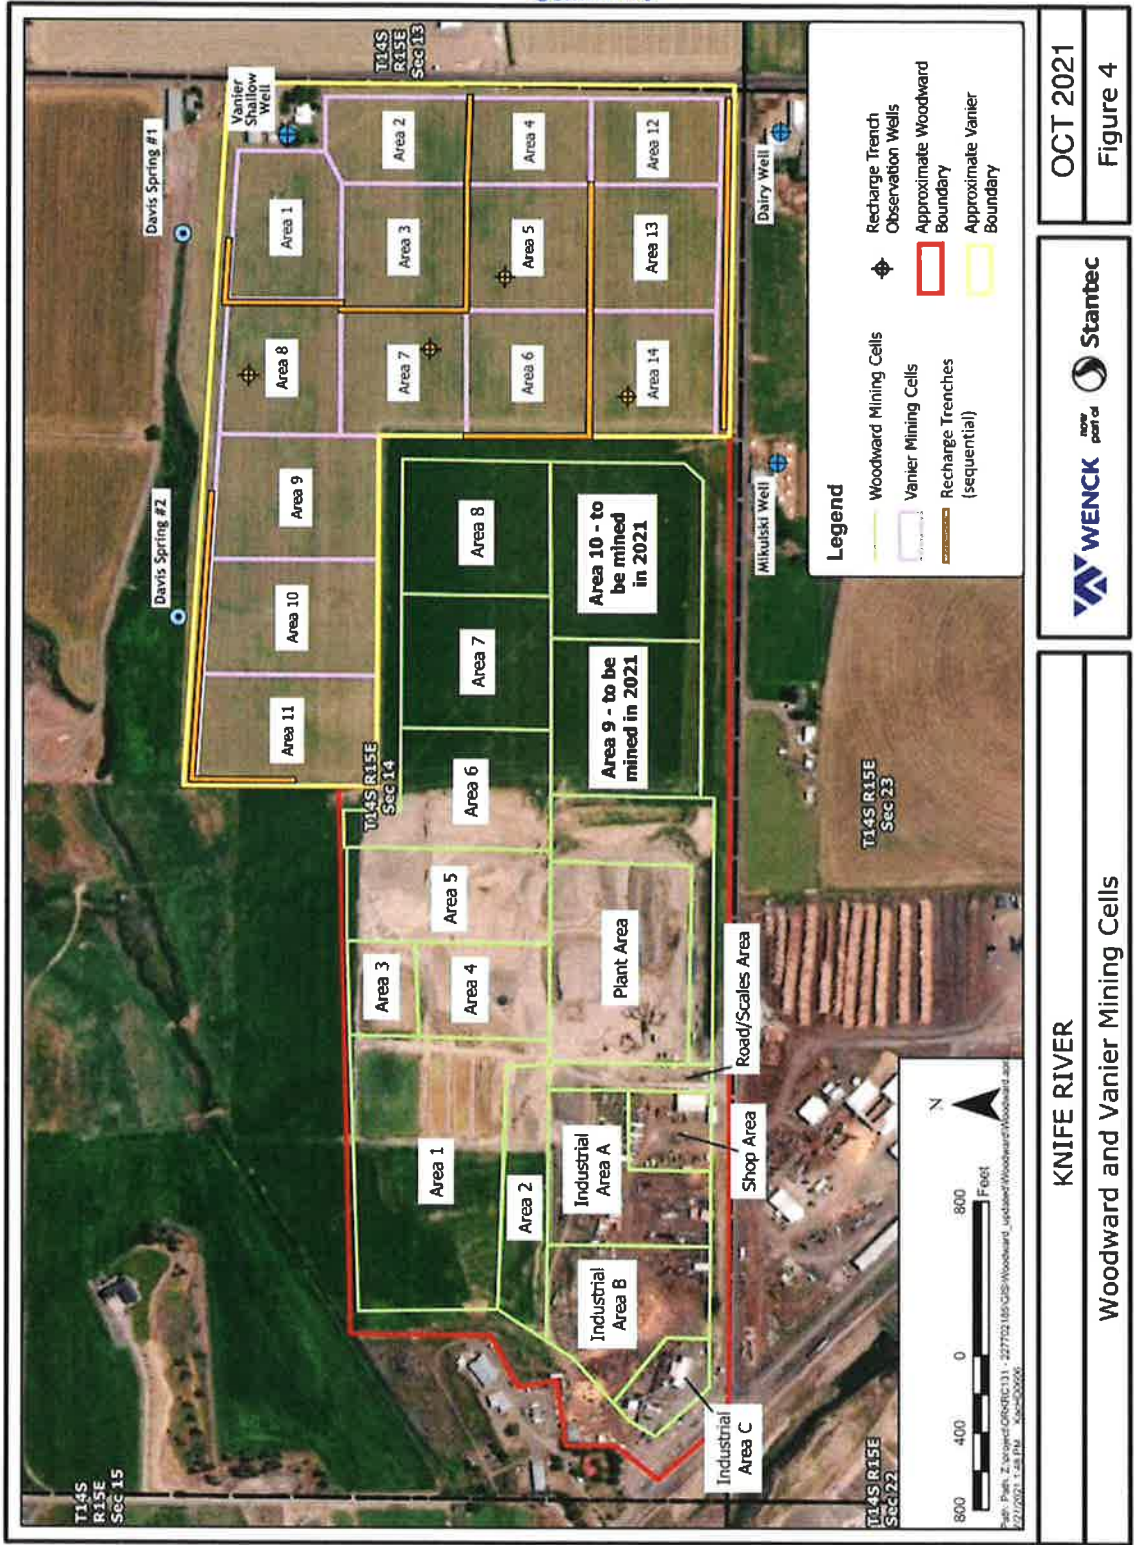 T14S
R15E
Sec 15
T14S
R15E
Sec 13
Davis Spring #2
Davis Spring #1
Vanier
Shallow
Well
Area 11
Area 10
Area 9
Area 8
Area 1
Area 7
Area 3
Area 2
Area 6
Area 5
Area 4
Area 14
Area 13
Area 12
T14S R15E
Sec 14
Area 1
Area 2
Area 3
Area 4
Area 5
Area 6
Area 7
Area 8
Area 9 - to be
mined in 2021
Area 10 - to
be mined
in 2021
Industrial
Area B
Industrial
Area A
Plant Area
Industrial
Area C
Shop Area
Road/Scales Area
Mikulski Well
Dairy Well
T14S R15E
Sec 23
T14S R15E
Sec 22
Legend
Woodward Mining Cells
Vanier Mining Cells
Recharge Trenches
(sequential)
Recharge Trench
Observation Wells
Approximate Woodward
Boundary
Approximate Vanier
Boundary
N
800
400
0
800
Feet
KNIFE RIVER
Woodward and Vanier Mining Cells
WENCK
now
part of
Stantec
OCT 2021
Figure 4